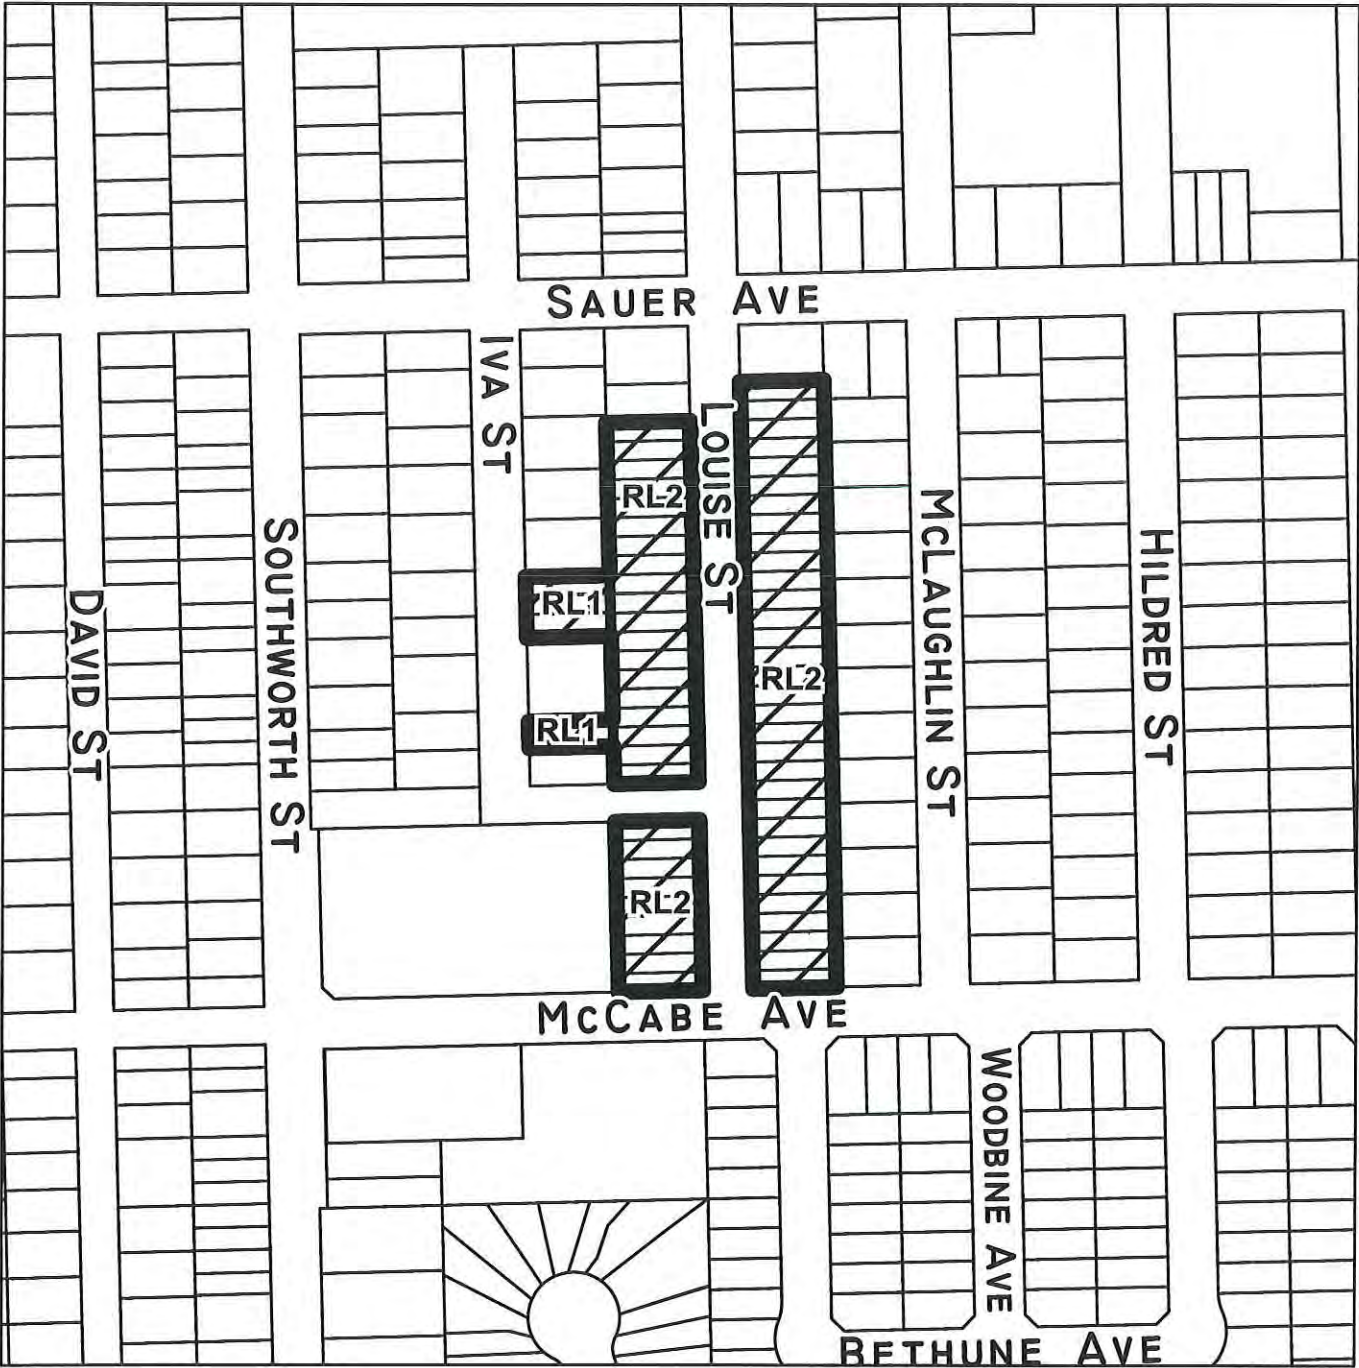 SAUER AVE
IVA ST
LOUISE ST
RL2
MCLAUGHLIN ST
SOUTHWORTH ST
HILDRED ST
DAVID ST
RL1
RL2
RL1
RL2
MCCABE AVE
WOODBINE AVE
BETHUNE AVE